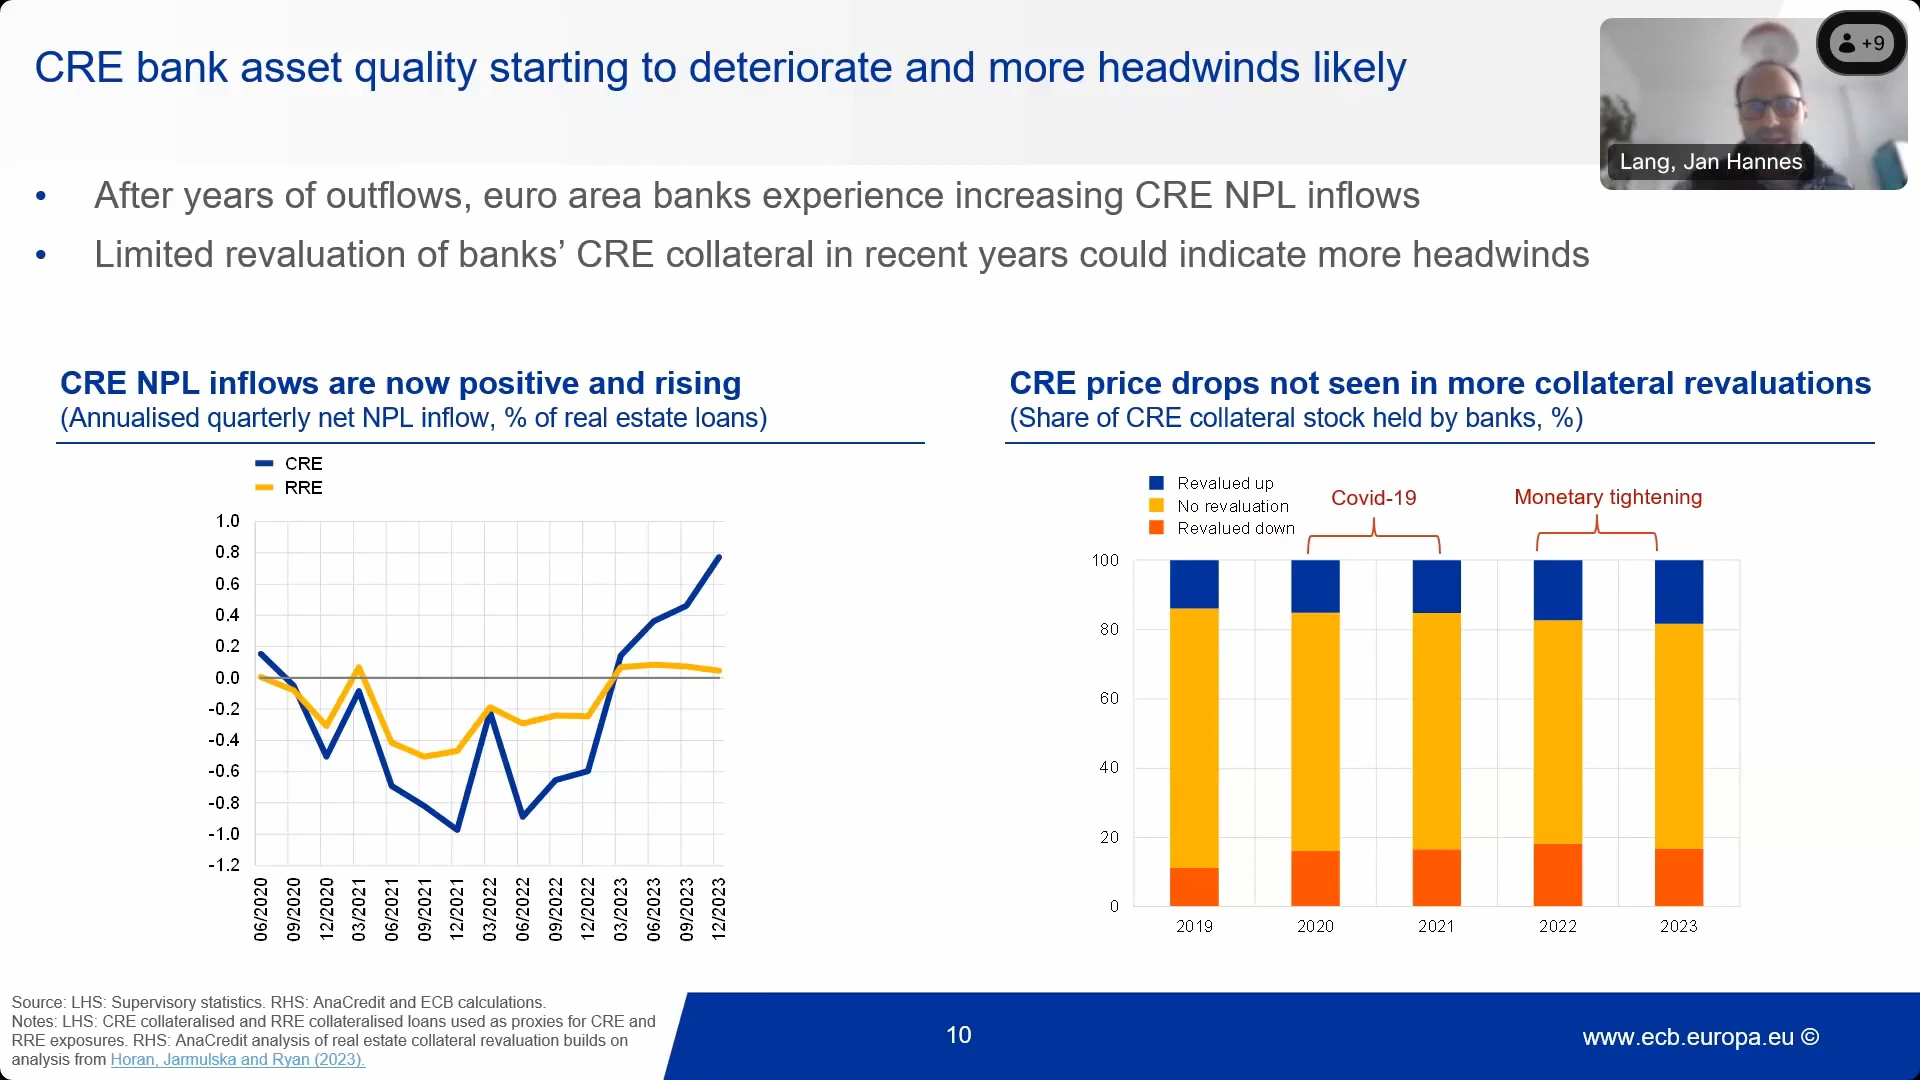 CRE bank asset quality starting to deteriorate and more headwinds likely
+9
Lang, Jan Hannes
• After years of outflows, euro area banks experience increasing CRE NPL inflows
• Limited revaluation of banks’ CRE collateral in recent years could indicate more headwinds
CRE NPL inflows are now positive and rising
(Annualised quarterly net NPL inflow, % of real estate loans)
CRE
RRE
1.0
0.8
0.6
0.4
0.2
0.0
-0.2
-0.4
-0.6
-0.8
-1.0
-1.2
06/2020
09/2020
12/2020
03/2021
06/2021
09/2021
12/2021
03/2022
06/2022
09/2022
12/2022
03/2023
06/2023
09/2023
12/2023
CRE price drops not seen in more collateral revaluations
(Share of CRE collateral stock held by banks, %)
Revalued up
No revaluation
Revalued down
Covid-19
Monetary tightening
100
80
60
40
20
0
2019
2020
2021
2022
2023
Source: LHS: Supervisory statistics. RHS: AnaCredit and ECB calculations.
Notes: LHS: CRE collateralised and RRE collateralised loans used as proxies for CRE and
RRE exposures. RHS: AnaCredit analysis of real estate collateral revaluation builds on
analysis from Horan, Jarmulska and Ryan (2023).
10
www.ecb.europa.eu ©